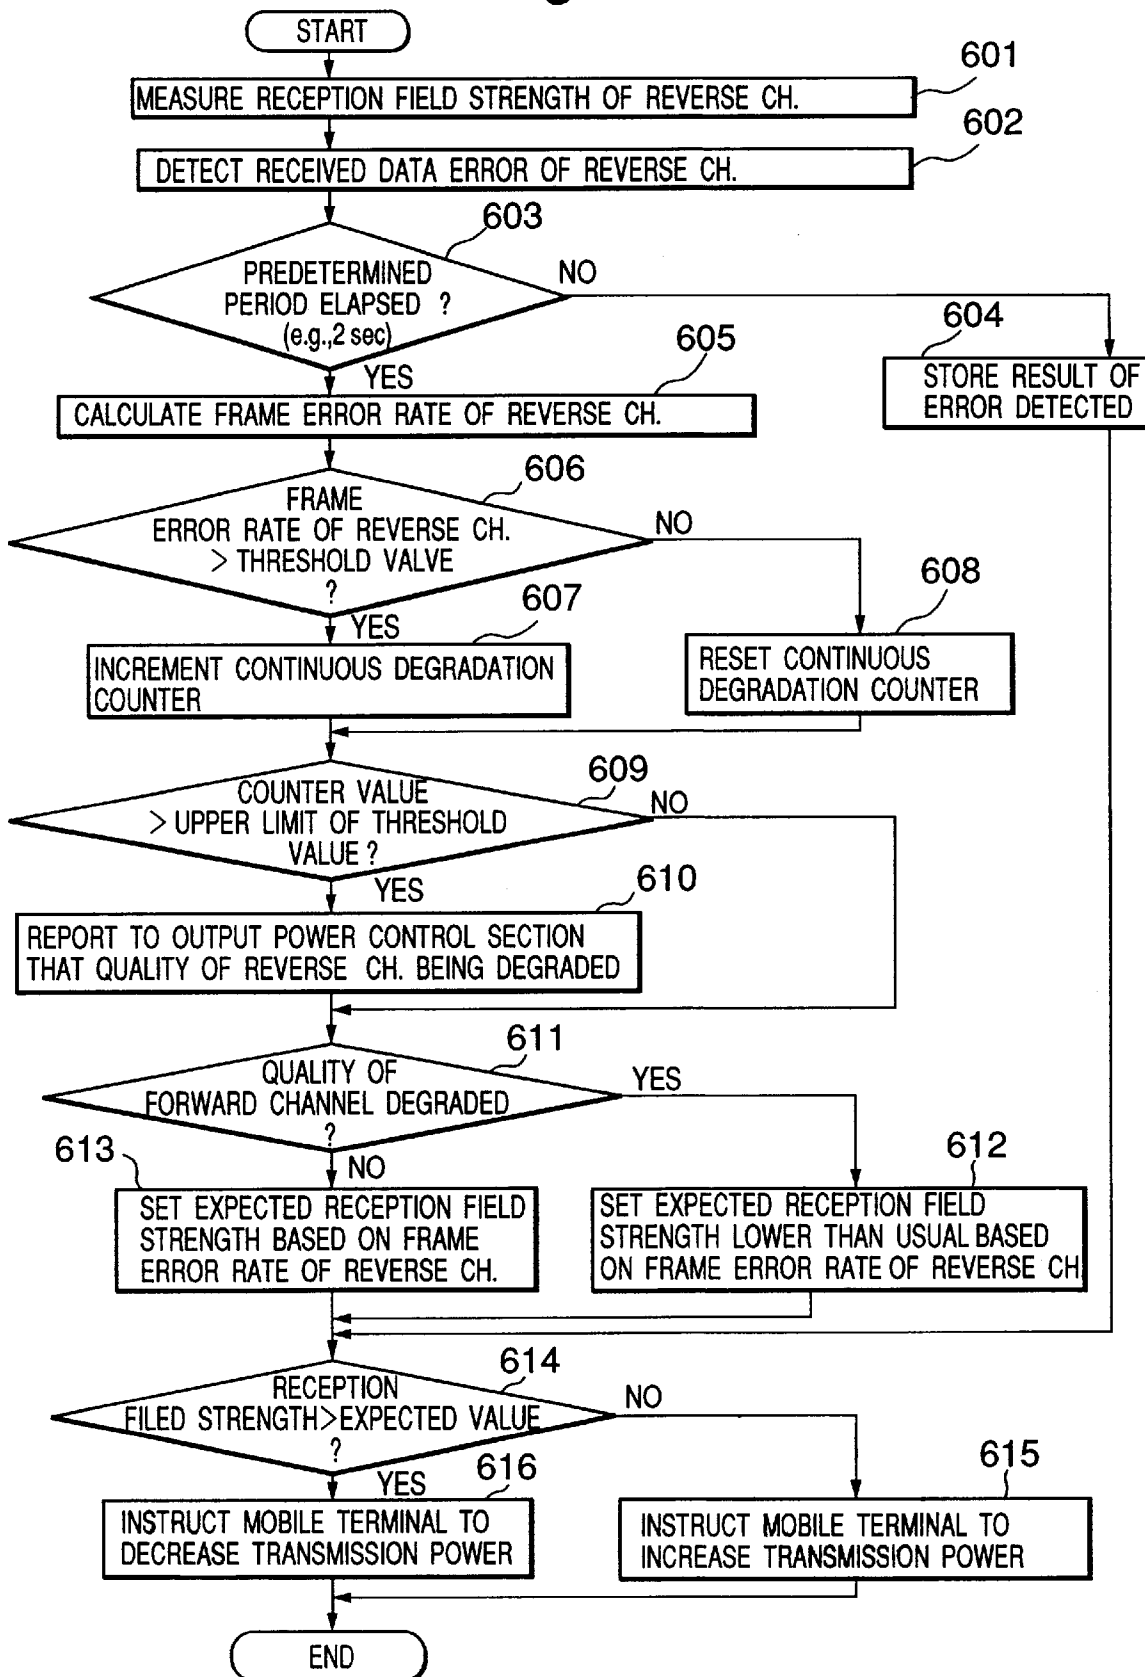 START
601
MEASURE RECEPTION FIELD STRENGTH OF REVERSE CH.
602
DETECT RECEIVED DATA ERROR OF REVERSE CH.
603
PREDETERMINED
PERIOD ELAPSED ?
(e.g.,2 sec)
NO
YES
604
STORE RESULT OF
ERROR DETECTED
605
CALCULATE FRAME ERROR RATE OF REVERSE CH.
606
FRAME
ERROR RATE OF REVERSE CH.
> THRESHOLD VALVE
?
NO
YES
607
INCREMENT CONTINUOUS DEGRADATION
COUNTER
608
RESET CONTINUOUS
DEGRADATION COUNTER
609
COUNTER VALUE
> UPPER LIMIT OF THRESHOLD
VALUE ?
NO
YES
610
REPORT TO OUTPUT POWER CONTROL SECTION
THAT QUALITY OF REVERSE CH. BEING DEGRADED
611
QUALITY OF
FORWARD CHANNEL DEGRADED
?
YES
NO
613
SET EXPECTED RECEPTION FIELD
STRENGTH BASED ON FRAME
ERROR RATE OF REVERSE CH.
612
SET EXPECTED RECEPTION FIELD
STRENGTH LOWER THAN USUAL BASED
ON FRAME ERROR RATE OF REVERSE CH
614
RECEPTION
FILED STRENGTH>EXPECTED VALUE
?
NO
YES
616
INSTRUCT MOBILE TERMINAL TO
DECREASE TRANSMISSION POWER
615
INSTRUCT MOBILE TERMINAL TO
INCREASE TRANSMISSION POWER
END